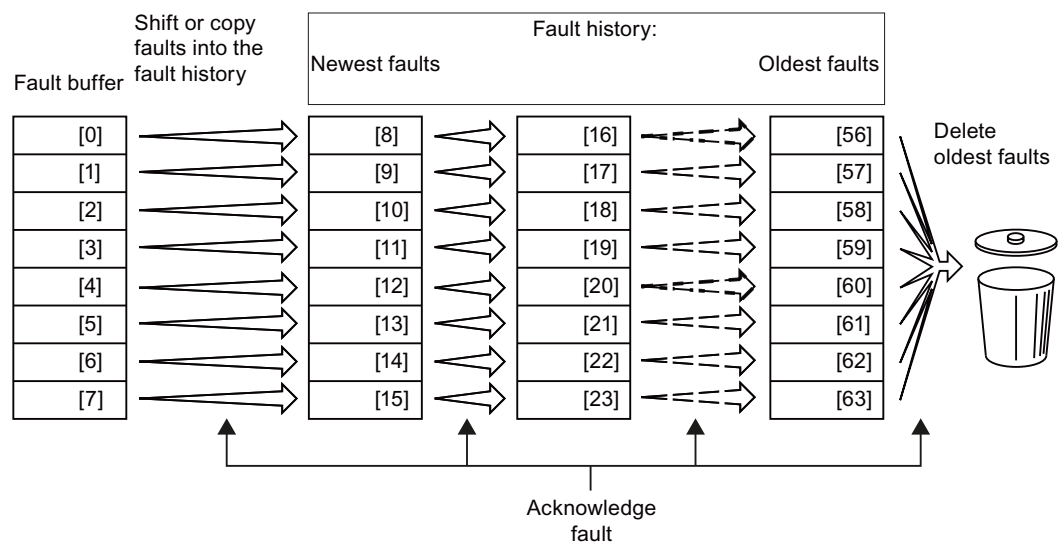 Shift or copy
faults into the
fault history
Fault history:
Fault buffer
Newest faults
Oldest faults
[0] [8] [16] [56]
[1] [9] [17] [57]
[2] [10] [18] [58]
[3] [11] [19] [59]
[4] [12] [20] [60]
[5] [13] [21] [61]
[6] [14] [22] [62]
[7] [15] [23] [63]
Delete
oldest faults
Acknowledge
fault